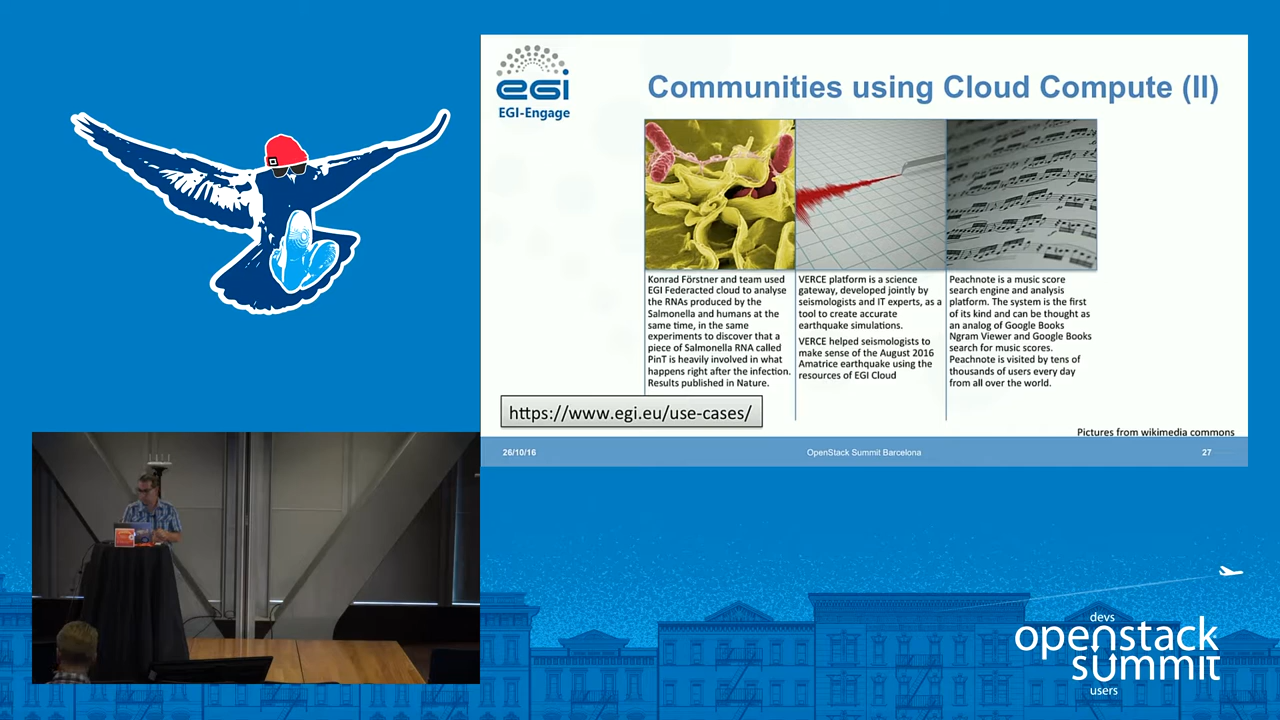 egi
EGI-Engage
Communities using Cloud Compute (II)
Konrad Förstner and team used
EGI Federacted cloud to analyse
the RNAs produced by the
Salmonella and humans at the
same time, in the same
experiments to discover that a
piece of Salmonella RNA called
PinT is heavily involved in what
happens right after the infection.
Results published in Nature.
VERCE platform is a science
gateway, developed jointly by
seismologists and IT experts, as a
tool to create accurate
earthquake simulations.
VERCE helped seismologists to
make sense of the August 2016
Amatrice earthquake using the
resources of EGI Cloud
Peachnote is a music score
search engine and analysis
platform. The system is the first
of its kind and can be thought as
an analog of Google Books
Ngram Viewer and Google Books
search for music scores.
Peachnote is visited by tens of
thousands of users every day
from all over the world.
https://www.egi.eu/use-cases/
Pictures from wikimedia commons
26/10/16
OpenStack Summit Barcelona
27
devs
openstack
summit
users